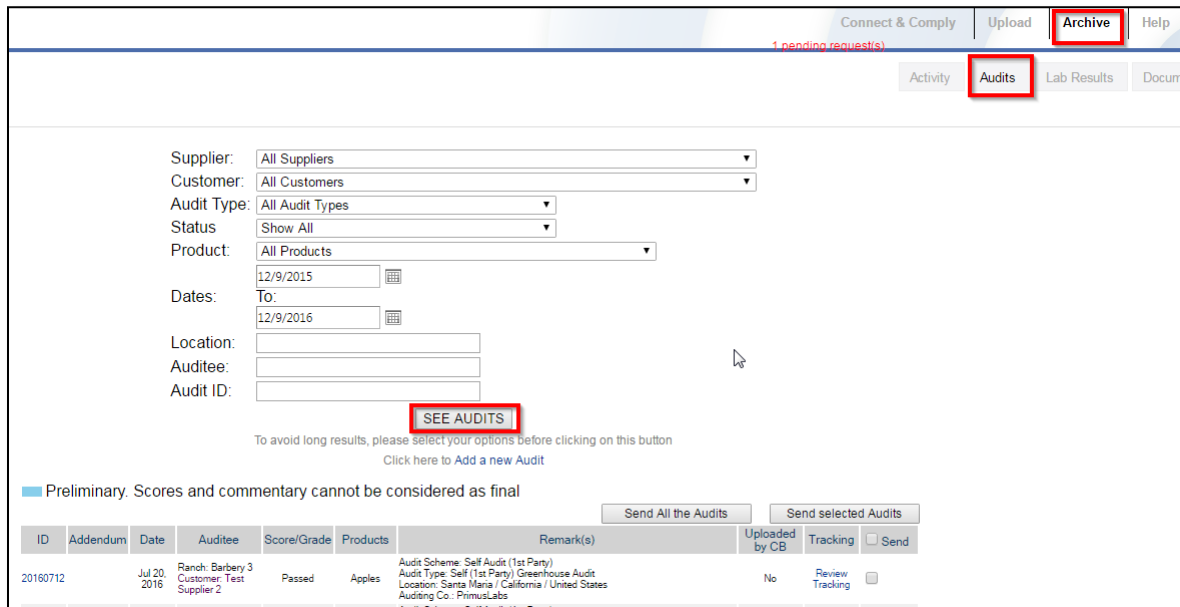 Connect & Comply Upload Archive Help
1 pending request(s)
Activity Audits Lab Results Docum
Supplier: All Suppliers
Customer: All Customers
Audit Type: All Audit Types
Status Show All
Product: All Products
12/9/2015
Dates: To:
12/9/2016
Location:
Auditee:
Audit ID:
SEE AUDITS
To avoid long results, please select your options before clicking on this button
Click here to Add a new Audit
Preliminary. Scores and commentary cannot be considered as final
Send All the Audits Send selected Audits
ID Addendum Date Auditee Score/Grade Products Remark(s) Uploaded by CB Tracking Send
20160712 Jul 20, 2016 Ranch: Barbery 3 Customer: Test Supplier 2 Passed Apples Audit Scheme: Self Audit (1st Party)
Audit Type: Self (1st Party) Greenhouse Audit
Location: Santa Maria / California / United States
Auditing Co.: PrimusLabs No Review Tracking